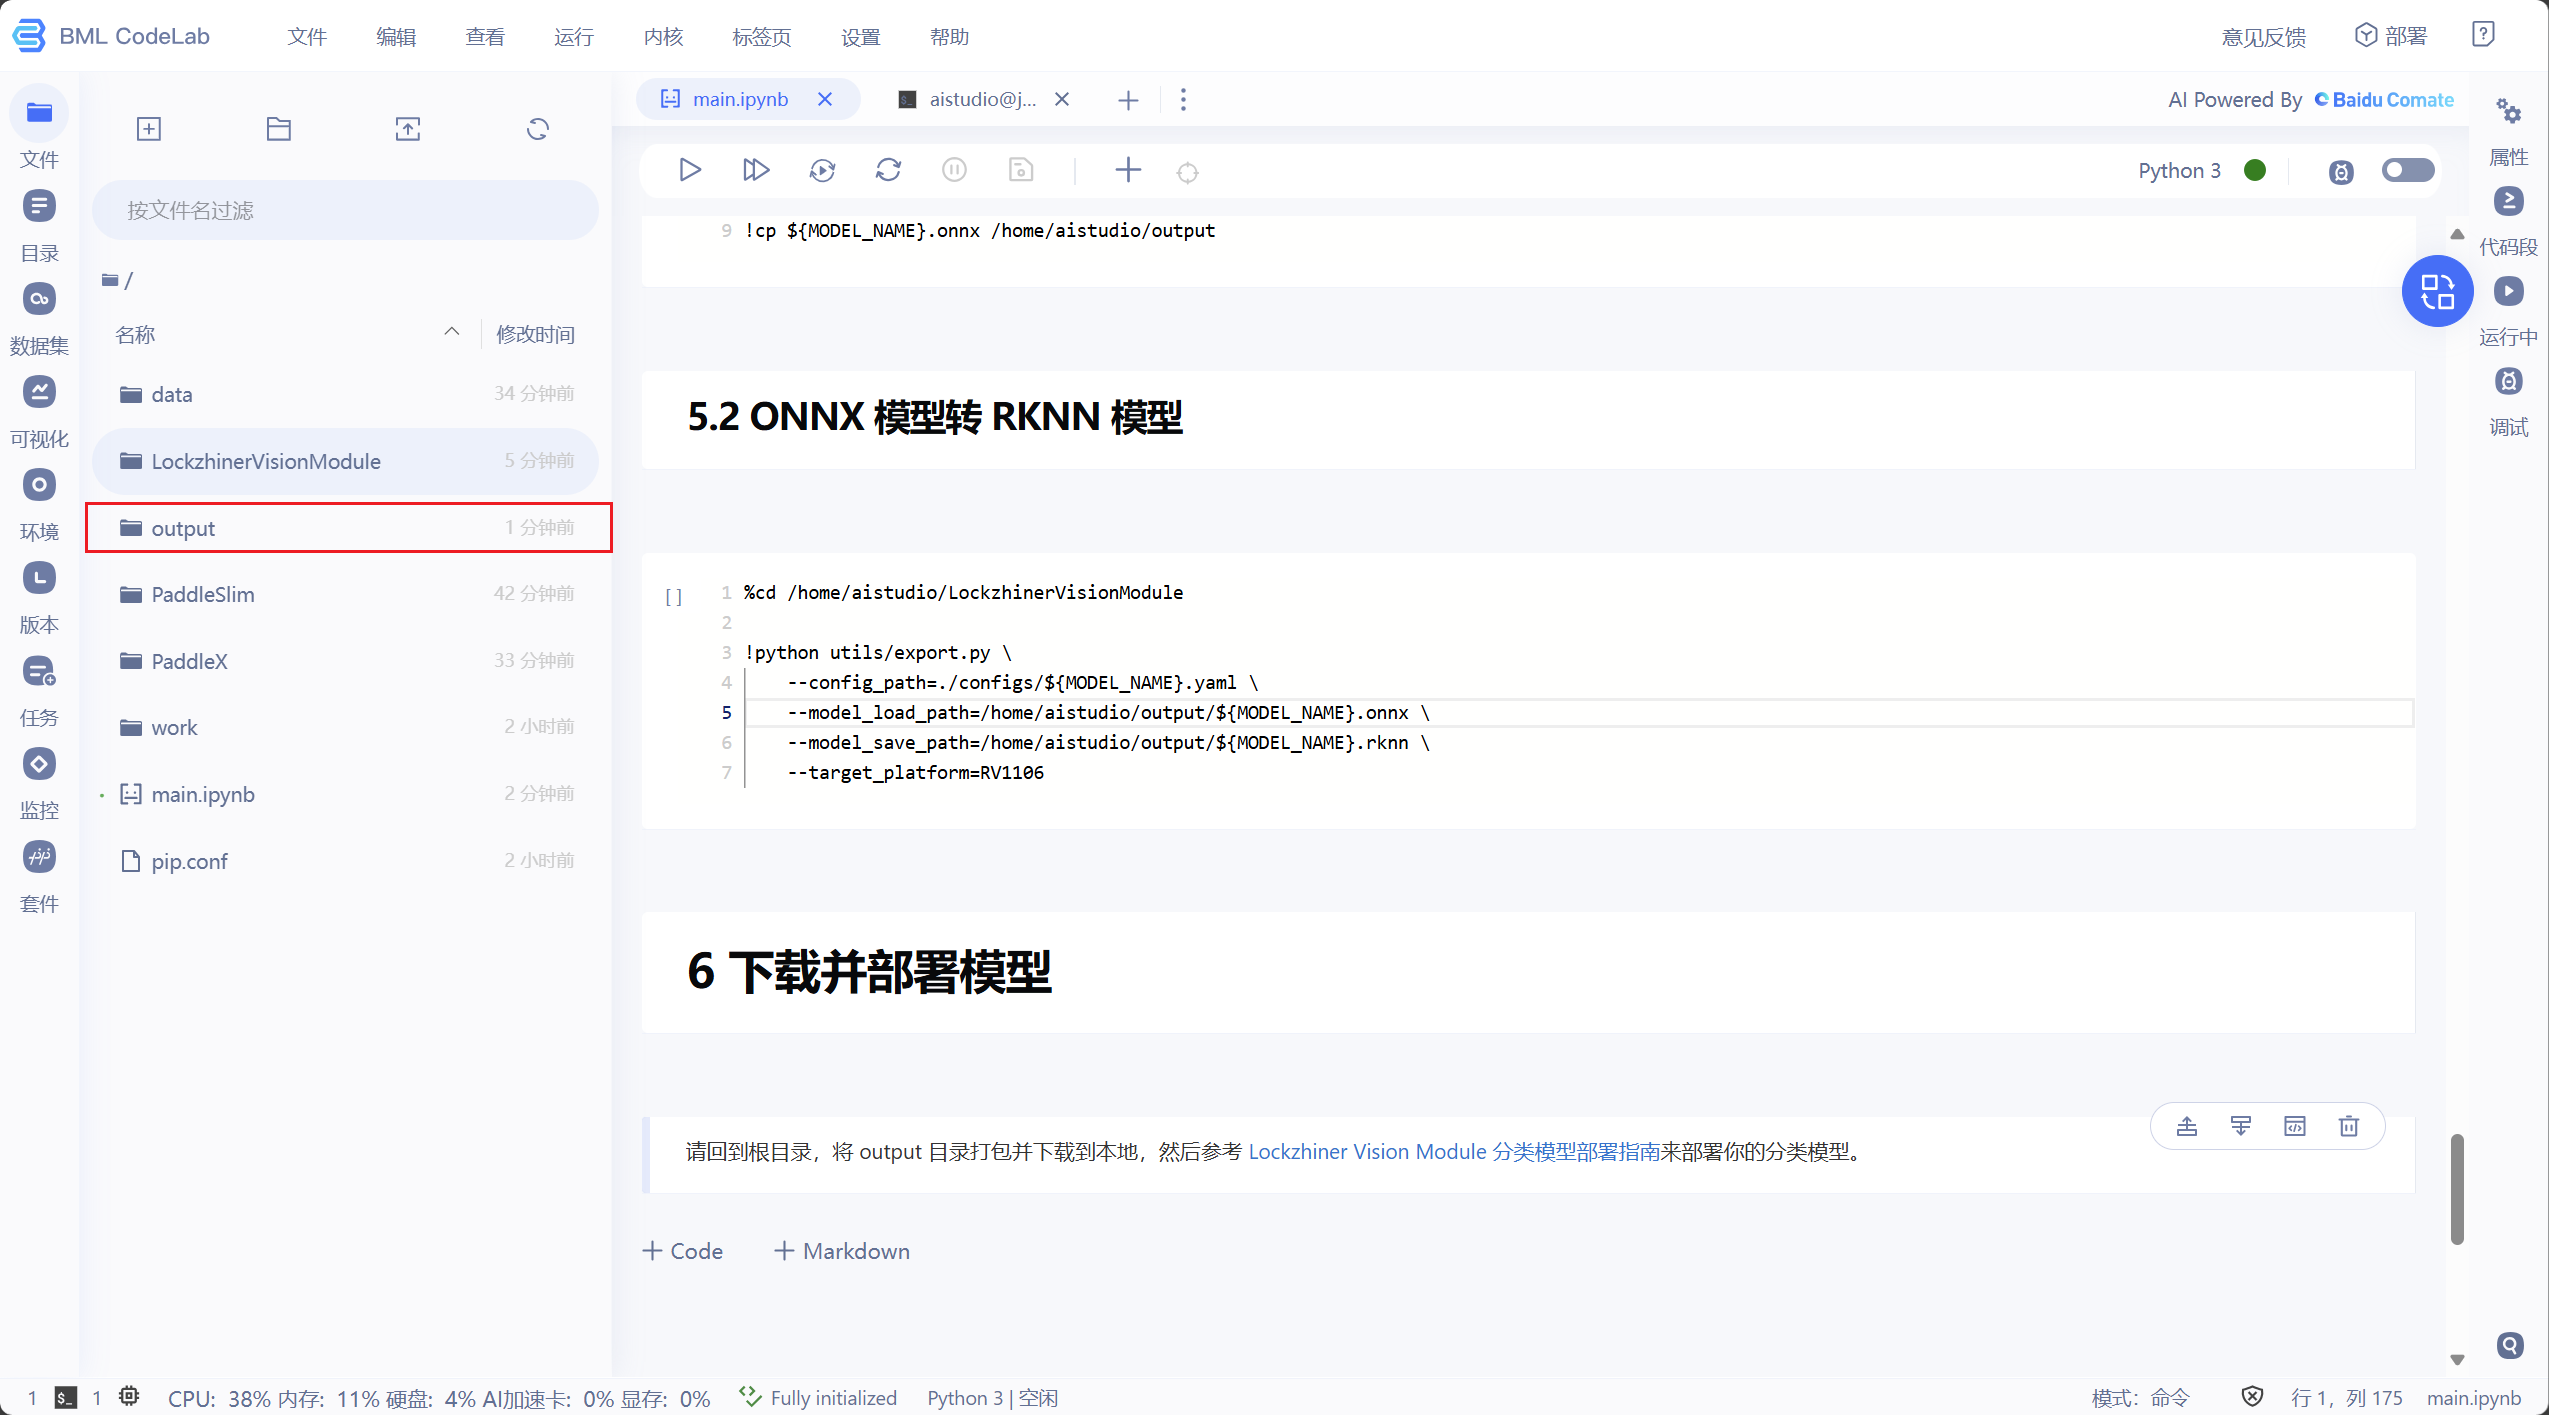 BML CodeLab 文件 编辑 查看 运行 内核 标签页 设置 帮助 意见反馈 部署
文件
目录
数据集
可视化
环境
版本
任务
监控
套件
按文件名过滤
/
名称 修改时间
data 34 分钟前
LockzhinerVisionModule 5 分钟前
output 1 分钟前
PaddleSlim 42 分钟前
PaddleX 33 分钟前
work 2 小时前
main.ipynb 2 分钟前
pip.conf 2 小时前
main.ipynb aistudio@j... AI Powered By Baidu Comate
Python 3
9 !cp ${MODEL_NAME}.onnx /home/aistudio/output
5.2 ONNX 模型转 RKNN 模型
[ ] 1 %cd /home/aistudio/LockzhinerVisionModule
2
3 !python utils/export.py \
4 --config_path=./configs/${MODEL_NAME}.yaml \
5 --model_load_path=/home/aistudio/output/${MODEL_NAME}.onnx \
6 --model_save_path=/home/aistudio/output/${MODEL_NAME}.rknn \
7 --target_platform=RV1106
6 下载并部署模型
请回到根目录，将 output 目录打包并下载到本地，然后参考 Lockzhiner Vision Module 分类模型部署指南来部署你的分类模型。
Code Markdown
属性
代码段
运行中
调试
1 $_ 1 CPU: 38% 内存: 11% 硬盘: 4% AI加速卡: 0% 显存: 0% Fully initialized Python 3 | 空闲 模式：命令 行 1，列 175 main.ipynb